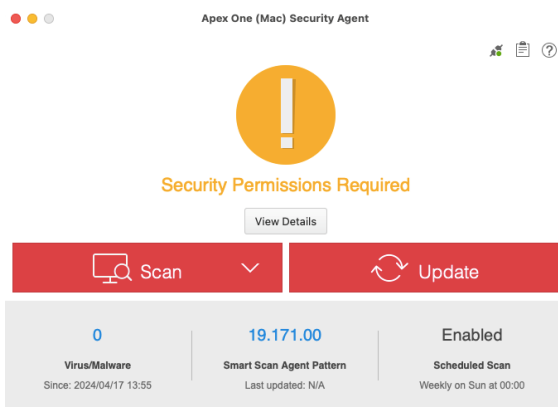 Apex One (Mac) Security Agent
Security Permissions Required
View Details
Scan
Update
0
19.171.00
Enabled
Virus/Malware
Smart Scan Agent Pattern
Scheduled Scan
Since: 2024/04/17 13:55
Last updated: N/A
Weekly on Sun at 00:00